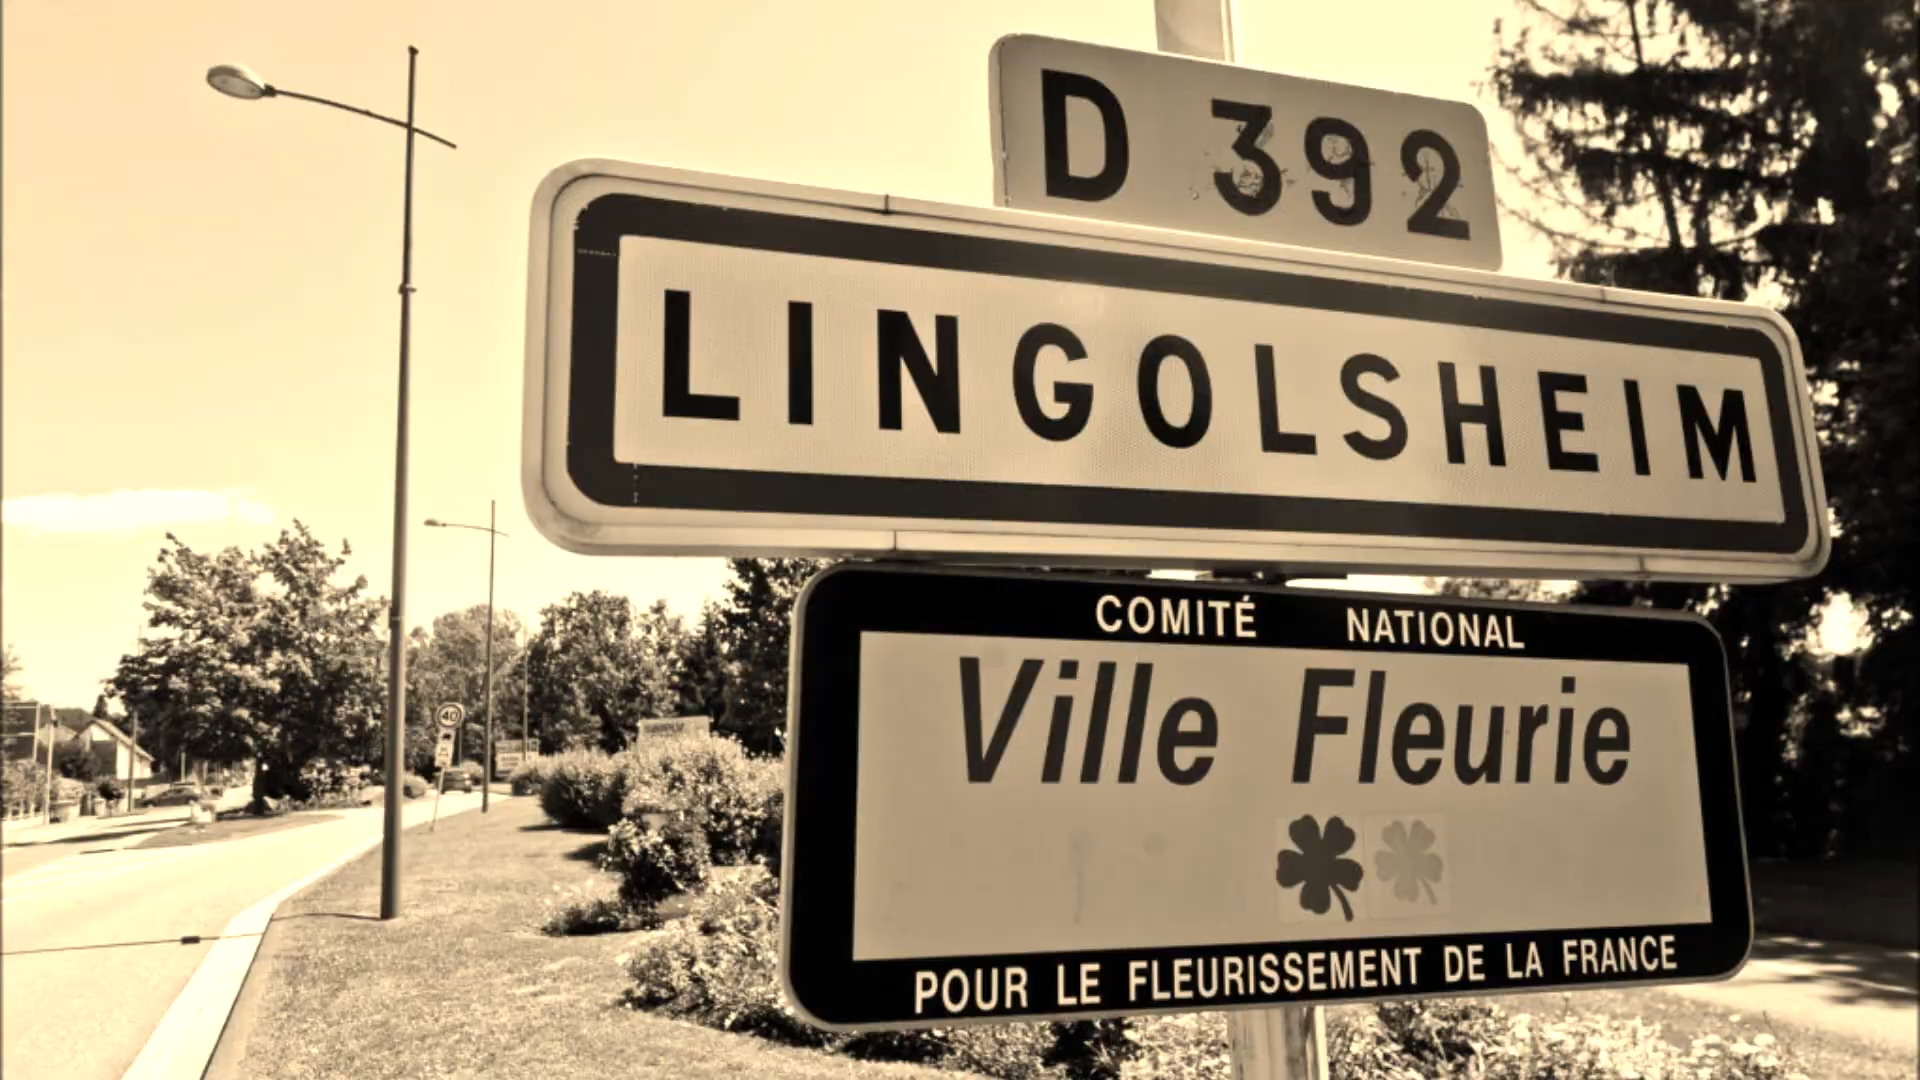 D 392
LINGOLSHEIM
COMITÉ NATIONAL
Ville Fleurie
POUR LE FLEURISSEMENT DE LA FRANCE
40